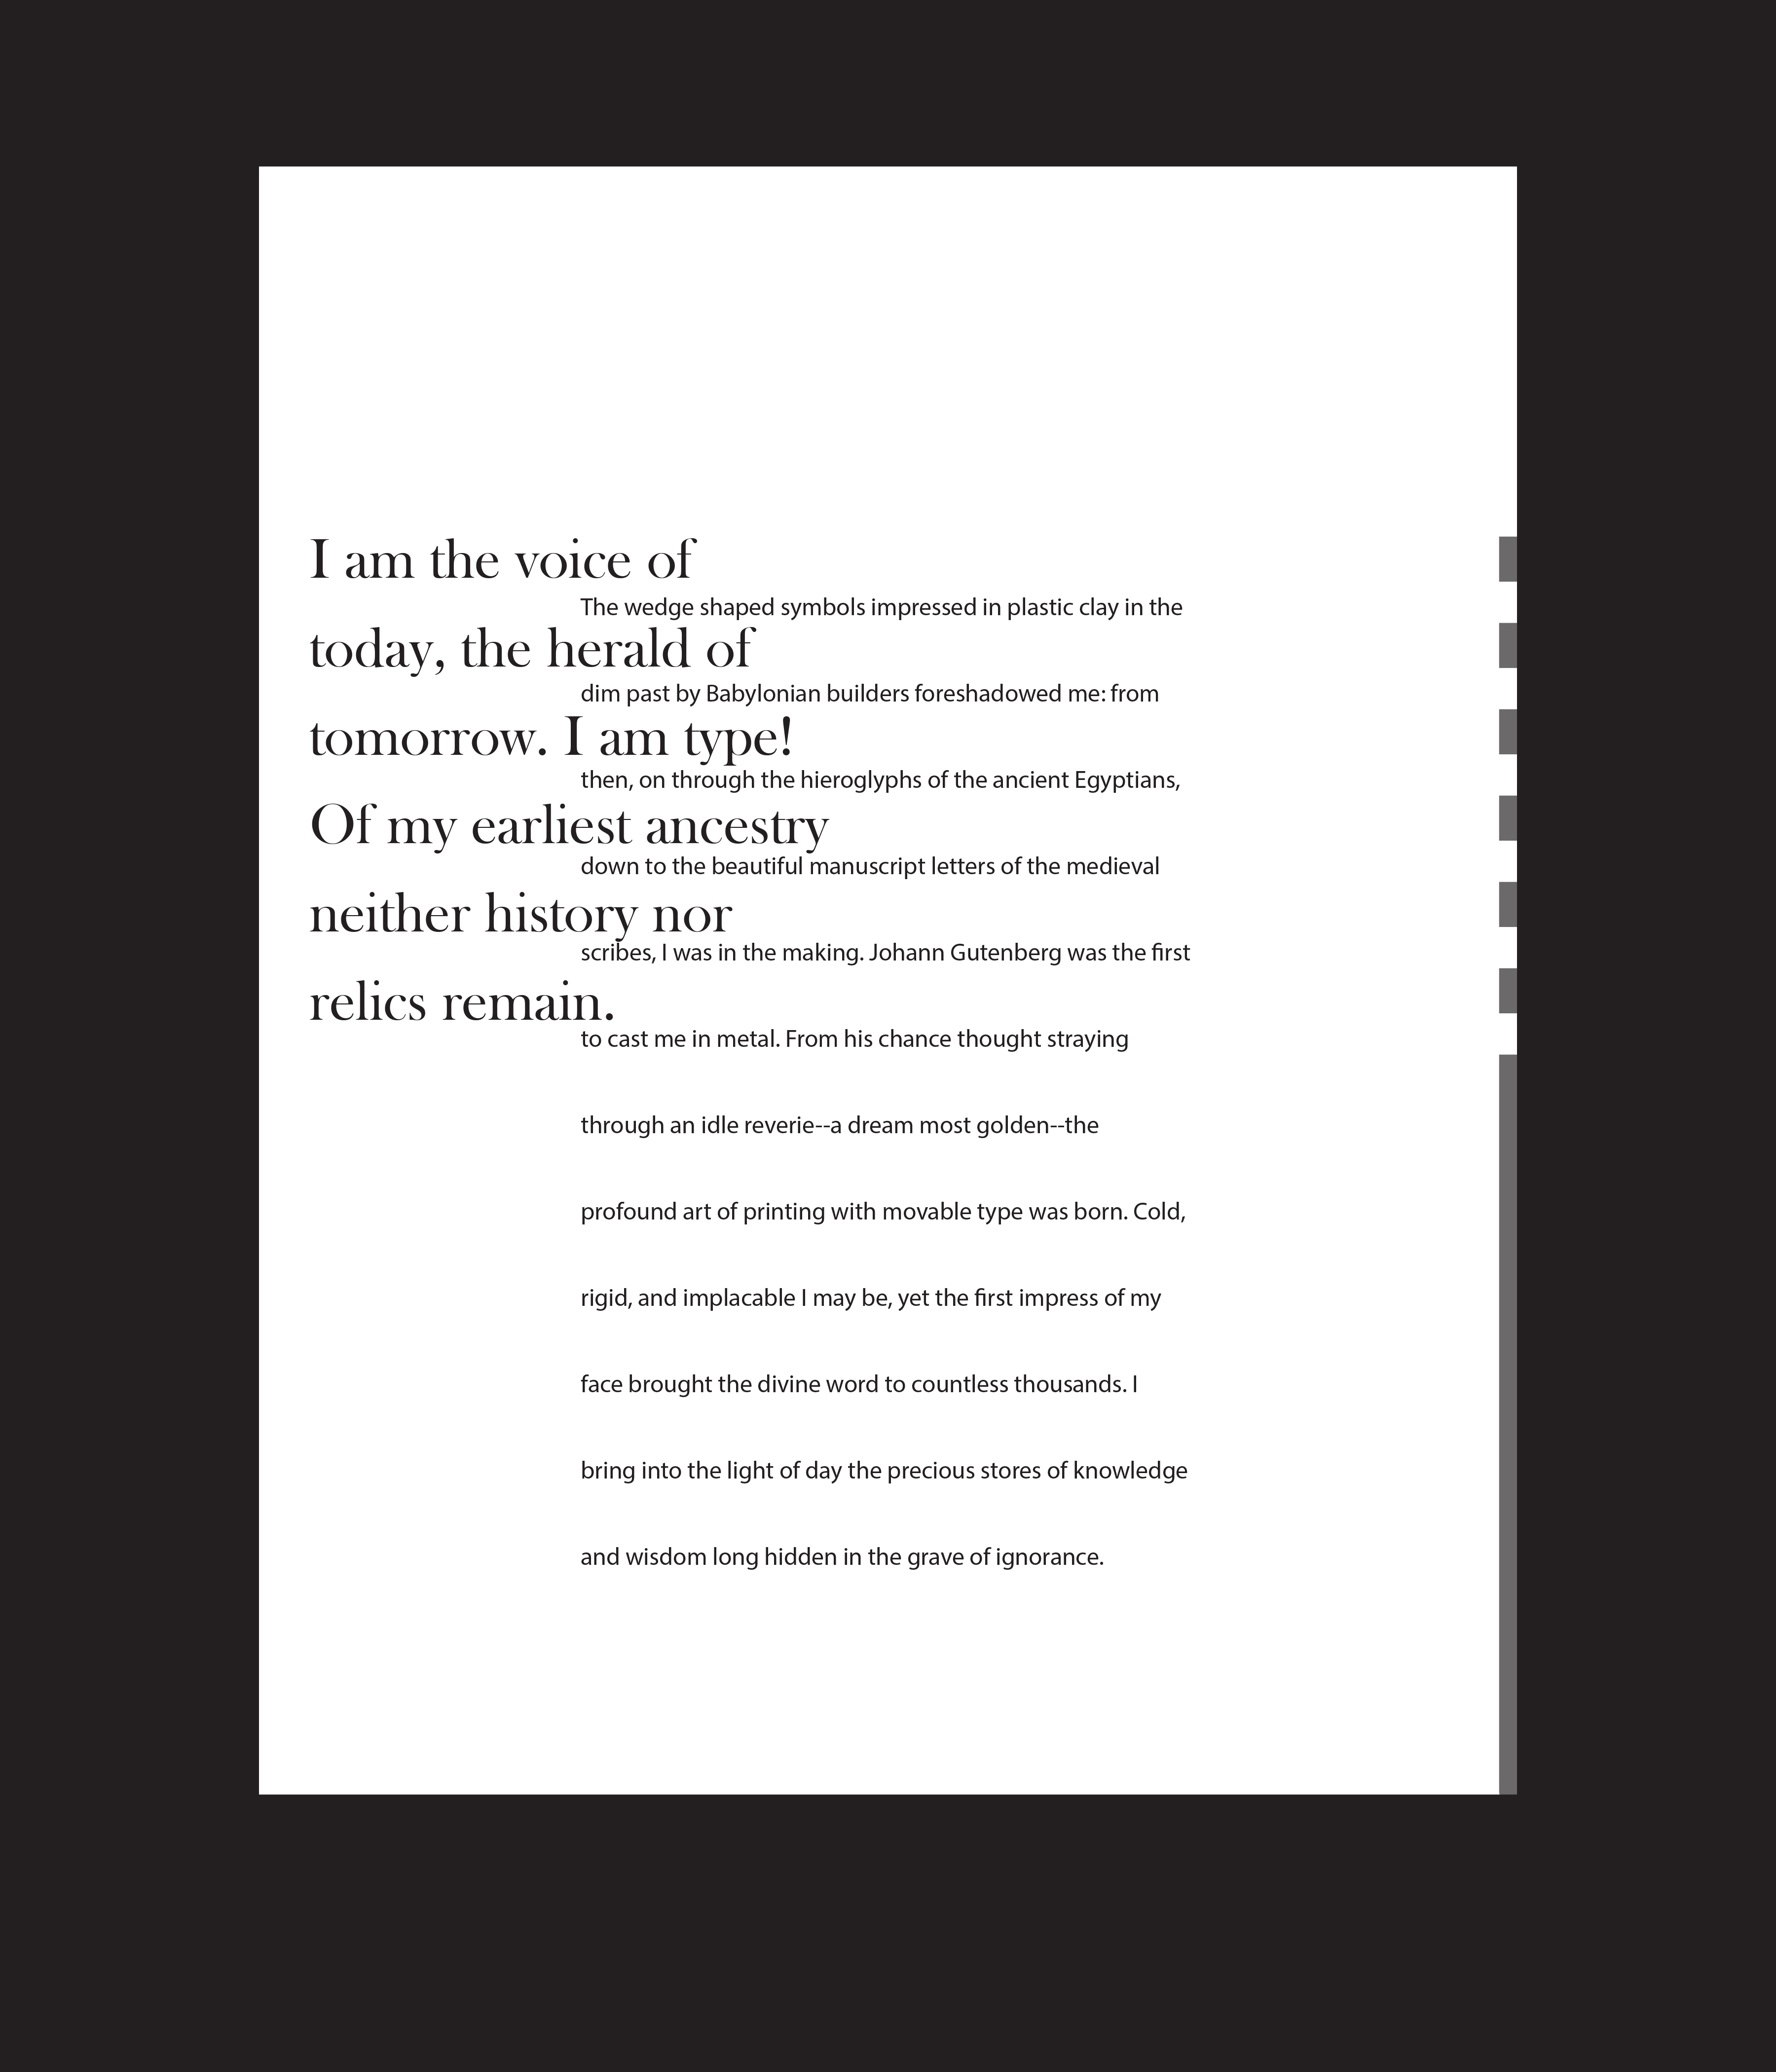 I am the voice of
today, the herald of
tomorrow. I am type!
Of my earliest ancestry
neither history nor
relics remain.
The wedge shaped symbols impressed in plastic clay in the
dim past by Babylonian builders foreshadowed me: from
then, on through the hieroglyphs of the ancient Egyptians,
down to the beautiful manuscript letters of the medieval
scribes, I was in the making. Johann Gutenberg was the first
to cast me in metal. From his chance thought straying
through an idle reverie--a dream most golden--the
profound art of printing with movable type was born. Cold,
rigid, and implacable I may be, yet the first impress of my
face brought the divine word to countless thousands. I
bring into the light of day the precious stores of knowledge
and wisdom long hidden in the grave of ignorance.